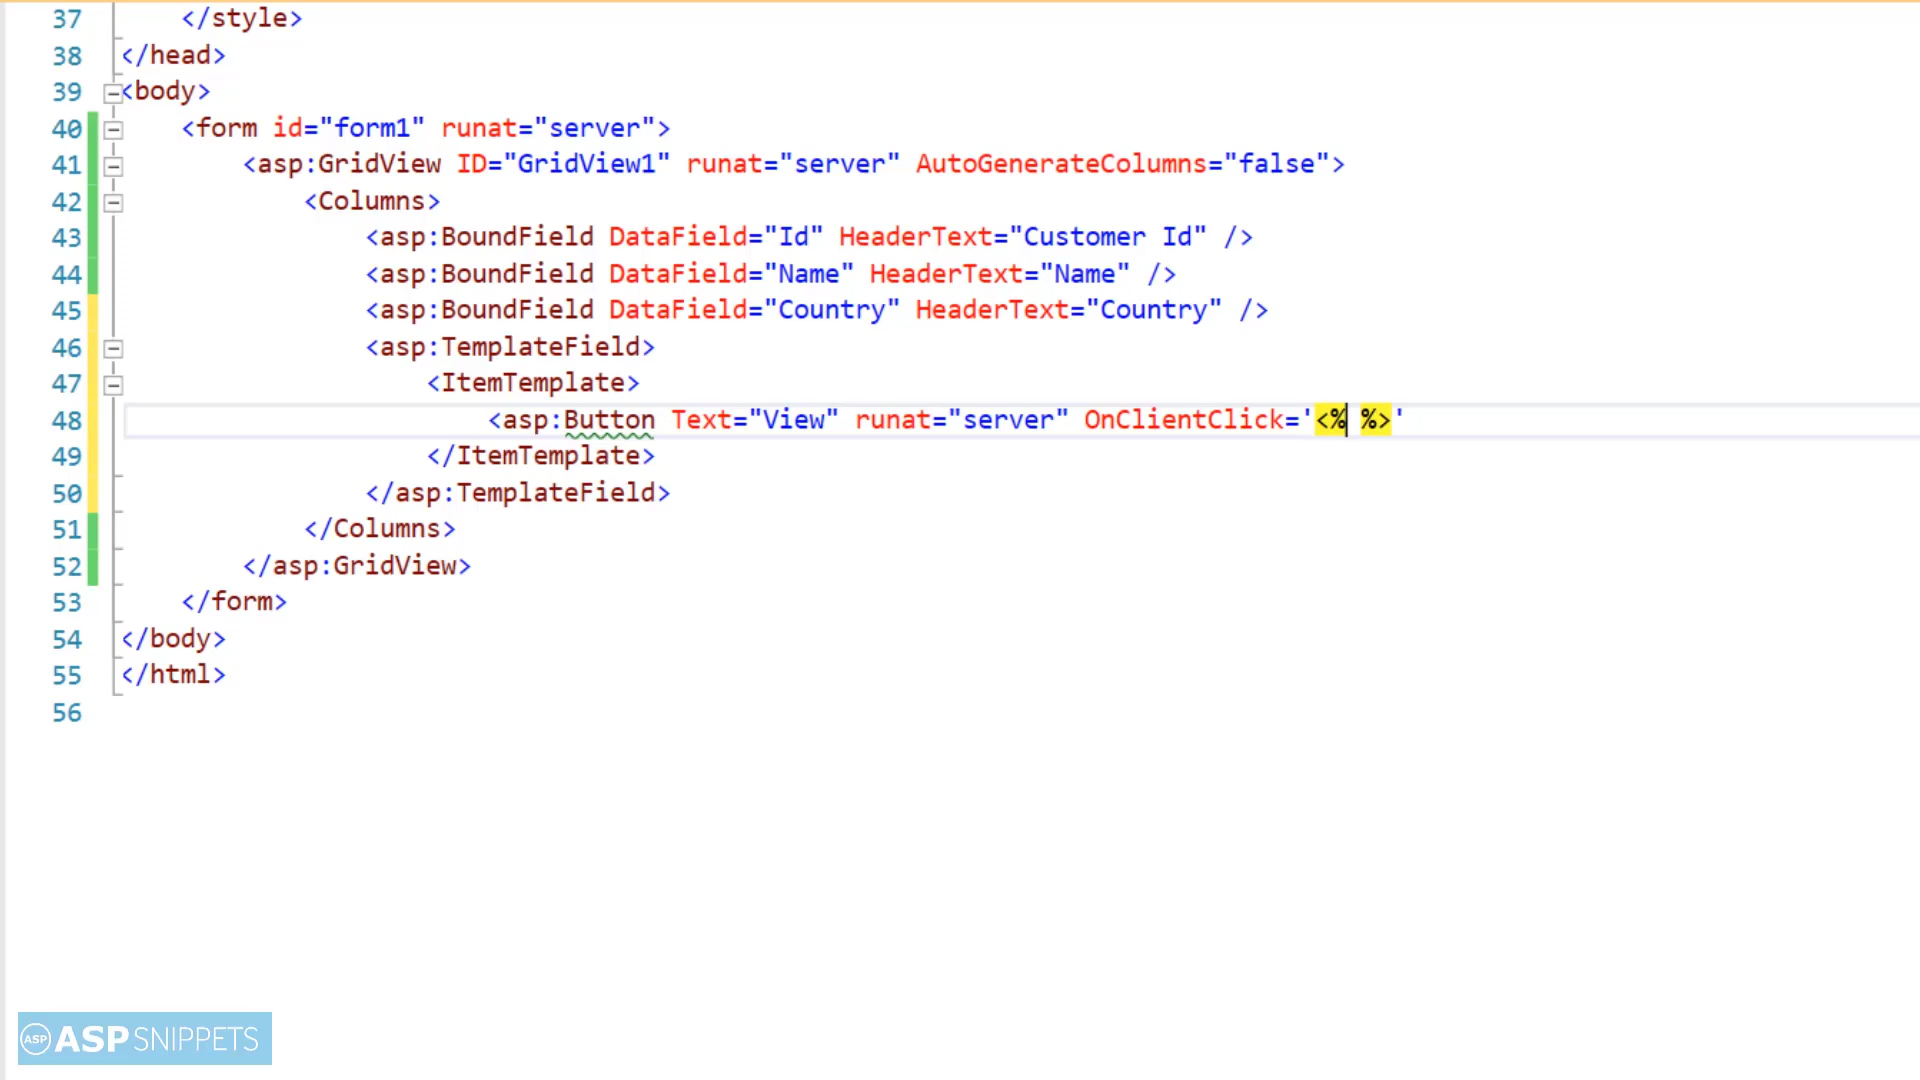 37 </style>
38 </head>
39 <body>
40 <form id="form1" runat="server">
41 <asp:GridView ID="GridView1" runat="server" AutoGenerateColumns="false">
42 <Columns>
43 <asp:BoundField DataField="Id" HeaderText="Customer Id" />
44 <asp:BoundField DataField="Name" HeaderText="Name" />
45 <asp:BoundField DataField="Country" HeaderText="Country" />
46 <asp:TemplateField>
47 <ItemTemplate>
48 <asp:Button Text="View" runat="server" OnClientClick='<% %>'
49 </ItemTemplate>
50 </asp:TemplateField>
51 </Columns>
52 </asp:GridView>
53 </form>
54 </body>
55 </html>
56
ASP ASPSNIPPETS